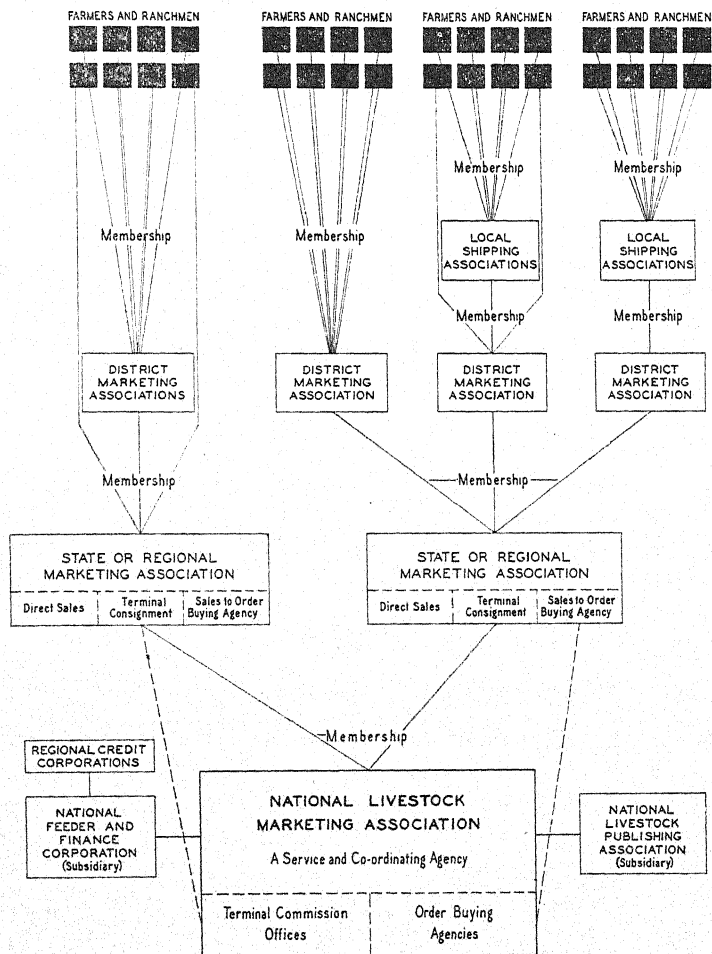 FARMERS AND RANCHMEN
FARMERS AND RANCHMEN
FARMERS AND RANCHMEN
FARMERS AND RANCHMEN
Membership
Membership
Membership
Membership
LOCAL
SHIPPING
ASSOCIATIONS
LOCAL
SHIPPING
ASSOCIATIONS
Membership
Membership
DISTRICT
MARKETING
ASSOCIATIONS
DISTRICT
MARKETING
ASSOCIATION
DISTRICT
MARKETING
ASSOCIATION
DISTRICT
MARKETING
ASSOCIATION
Membership
Membership
STATE OR REGIONAL
MARKETING ASSOCIATION
Direct Sales
Terminal
Consignment
Sales to Order
Buying Agency
STATE OR REGIONAL
MARKETING ASSOCIATION
Direct Sales
Terminal
Consignment
Sales to Order
Buying Agency
Membership
REGIONAL CREDIT
CORPORATIONS
NATIONAL
FEEDER AND
FINANCE
CORPORATION
(Subsidiary)
NATIONAL LIVESTOCK
MARKETING ASSOCIATION
A Service and Co-ordinating Agency
Terminal Commission
Offices
Order Buying
Agencies
NATIONAL
LIVESTOCK
PUBLISHING
ASSOCIATION
(Subsidiary)